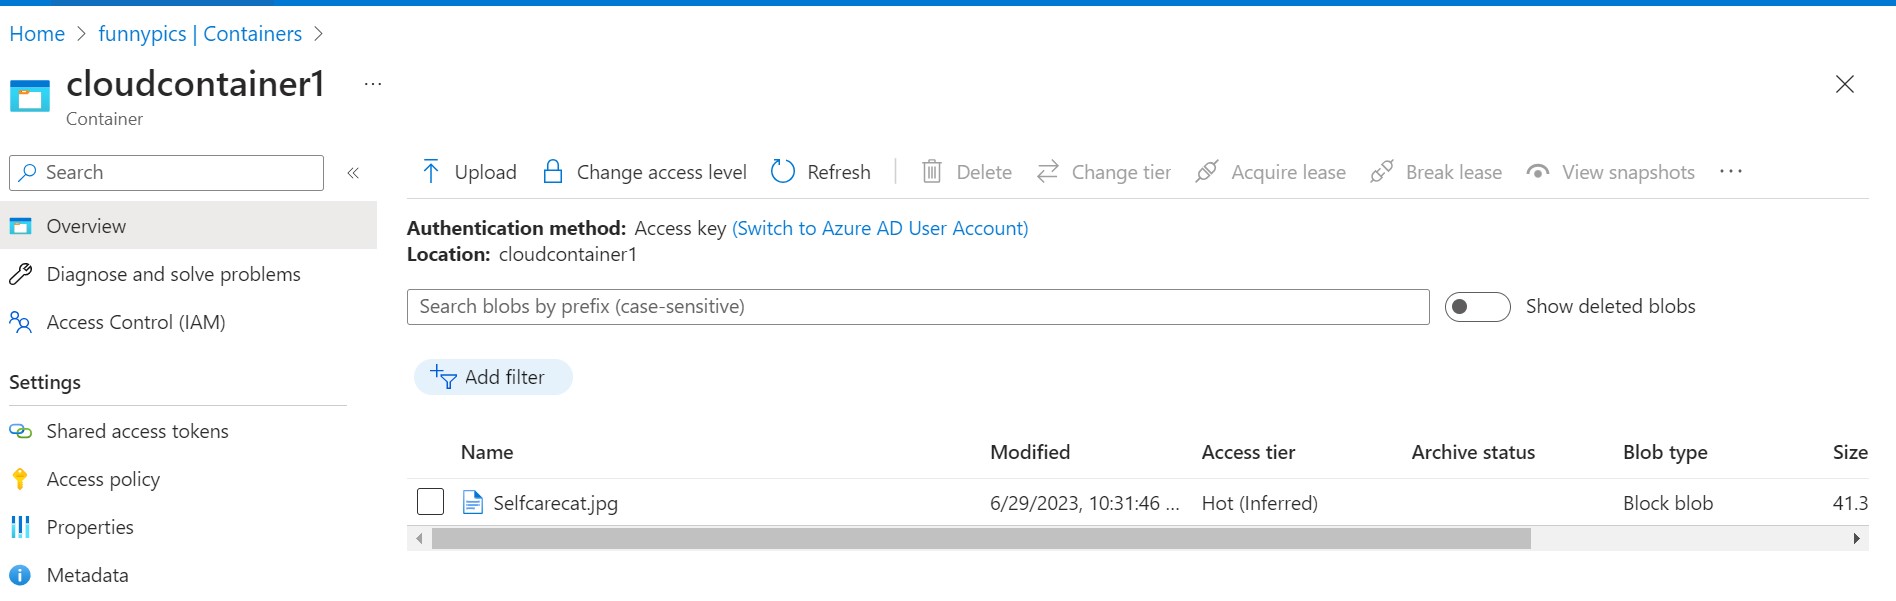 Home > funnypics | Containers >
cloudcontainer1 ...
Container
Search «
Upload Change access level Refresh Delete Change tier Acquire lease Break lease View snapshots ...
Overview
Diagnose and solve problems
Access Control (IAM)
Settings
Shared access tokens
Access policy
Properties
Metadata
Authentication method: Access key (Switch to Azure AD User Account)
Location: cloudcontainer1
Search blobs by prefix (case-sensitive) Show deleted blobs
Add filter
Name Modified Access tier Archive status Blob type Size
Selfcarecat.jpg 6/29/2023, 10:31:46 ... Hot (Inferred) Block blob 41.3